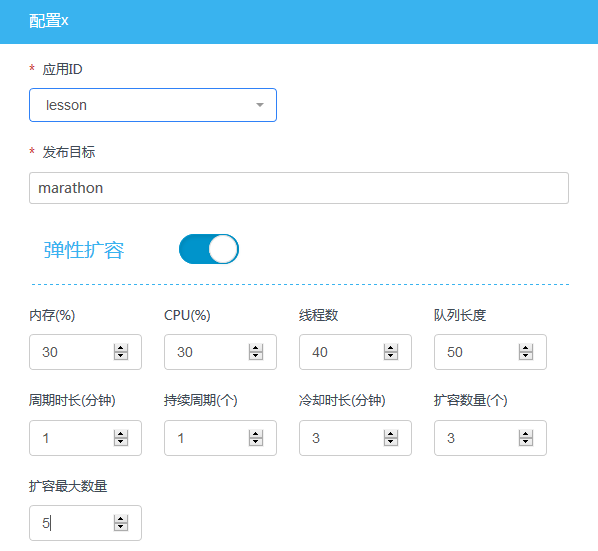 配置x
* 应用ID
lesson
* 发布目标
marathon
弹性扩容
内存(%) CPU(%) 线程数 队列长度
30 30 40 50
周期时长(分钟) 持续周期(个) 冷却时长(分钟) 扩容数量(个)
1 1 3 3
扩容最大数量
5